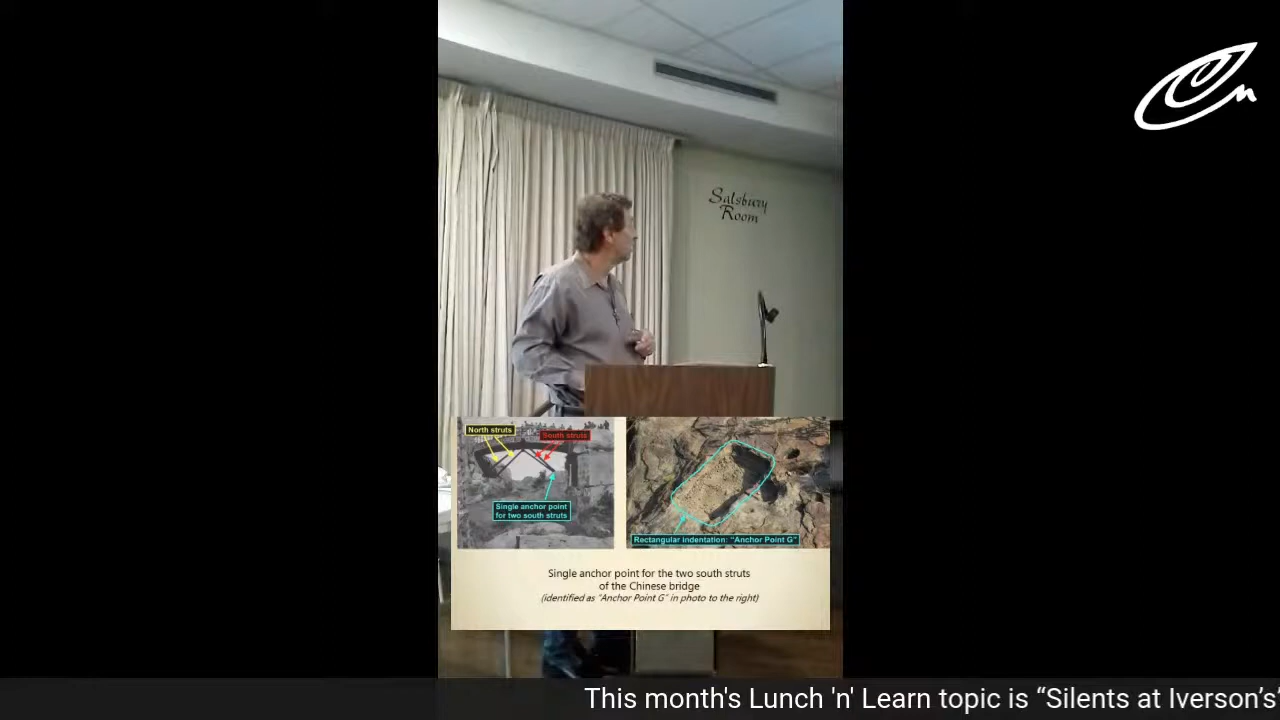 Salsbury
Room
North struts
South struts
Single anchor point
for two south struts
Rectangular indentation: “Anchor Point G”
Single anchor point for the two south struts
of the Chinese bridge
(identified as “Anchor Point G” in photo to the right)
This month's Lunch 'n' Learn topic is “Silents at Iverson’s”